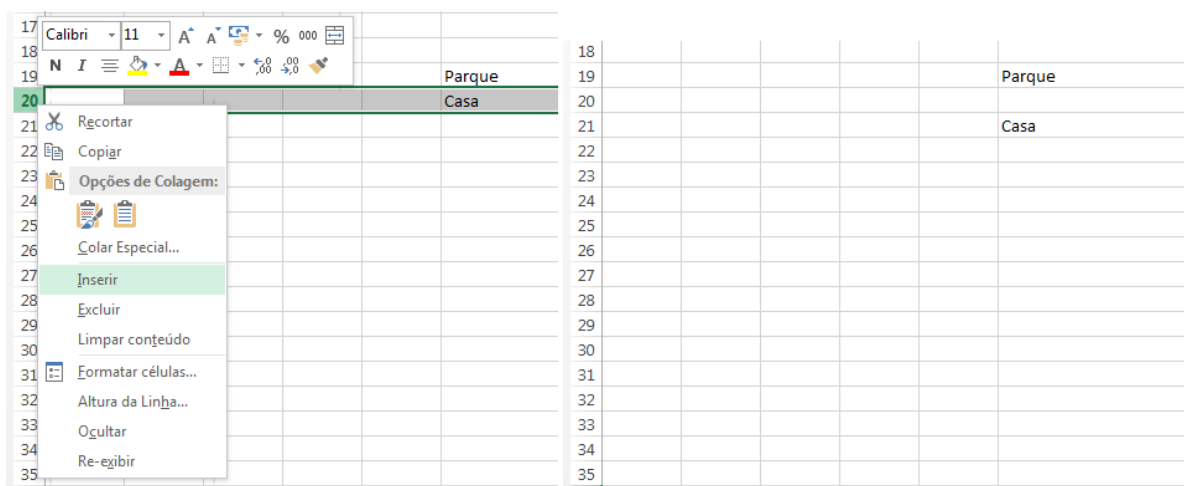 17
Calibri 11 A A % 000
18
N I A ,00 ,00
19 Parque
20 Casa
21 Recortar
22 Copiar
23 Opções de Colagem:
24
25
26 Colar Especial...
27 Inserir
28 Excluir
29 Limpar conteúdo
30
31 Formatar células...
32 Altura da Linha...
33 Ocultar
34 Re-exibir
35
18
19 Parque
20
21 Casa
22
23
24
25
26
27
28
29
30
31
32
33
34
35